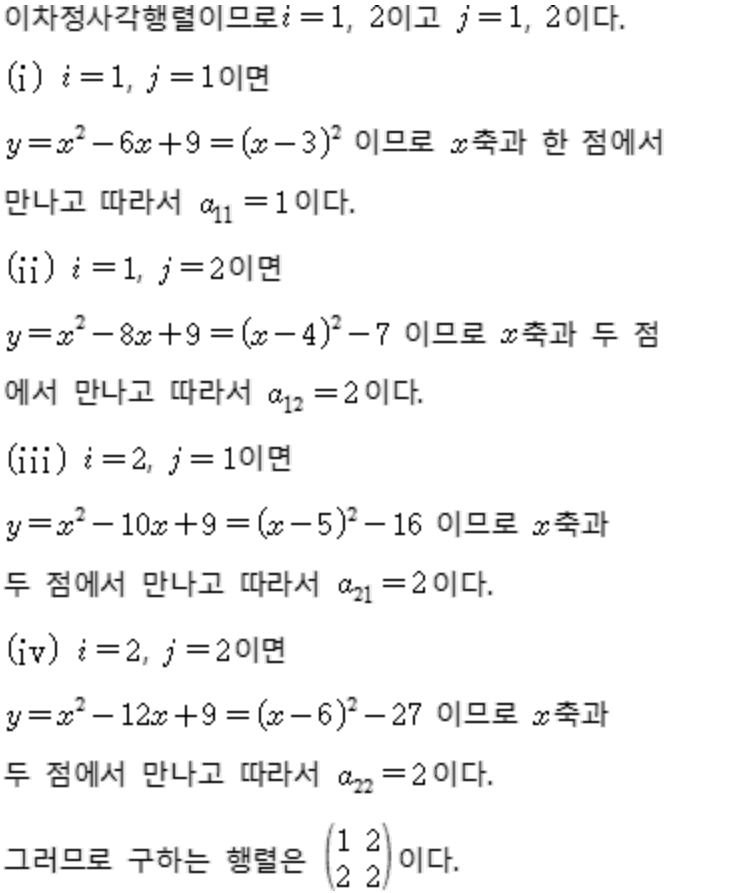 이차정사각행렬이므로 i=1, 2이고 j=1, 2이다.
(i) i=1, j=1이면
y=x²-6x+9=(x-3)² 이므로 x축과 한 점에서
만나고 따라서 a₁₁=1이다.
(ii) i=1, j=2이면
y=x²-8x+9=(x-4)²-7 이므로 x축과 두 점
에서 만나고 따라서 a₁₂=2이다.
(iii) i=2, j=1이면
y=x²-10x+9=(x-5)²-16 이므로 x축과
두 점에서 만나고 따라서 a₂₁=2이다.
(iv) i=2, j=2이면
y=x²-12x+9=(x-6)²-27 이므로 x축과
두 점에서 만나고 따라서 a₂₂=2이다.
그러므로 구하는 행렬은 (1 2
2 2)이다.